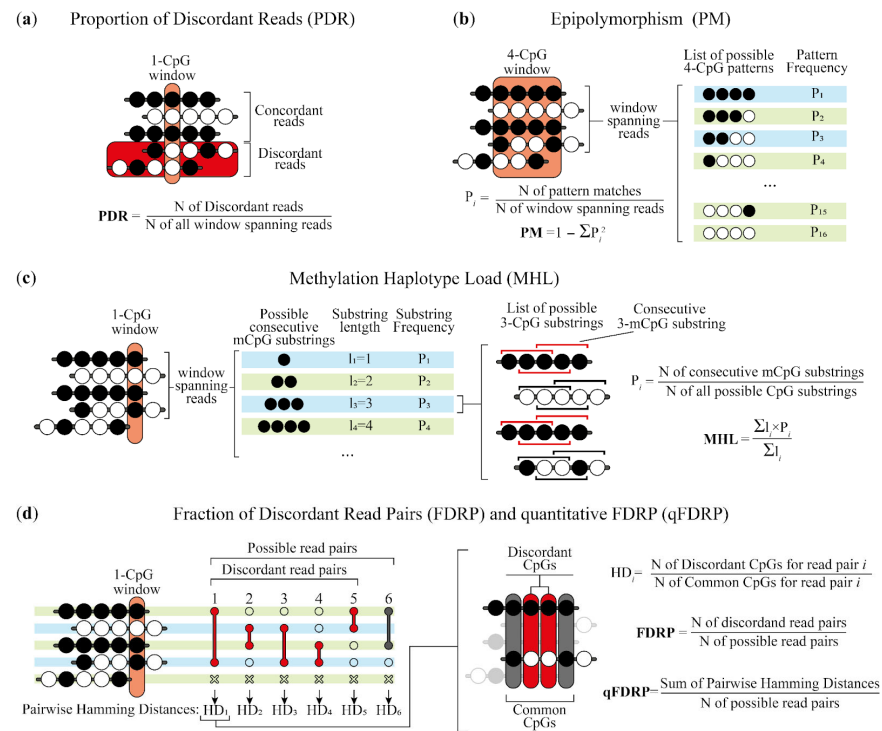 (a) Proportion of Discordant Reads (PDR)
1-CpG
window
Concordant
reads
Discordant
reads
PDR = N of Discordant reads
N of all window spanning reads
(b) Epipolymorphism (PM)
4-CpG
window
window
spanning
reads
List of possible
4-CpG patterns
Pattern
Frequency
P₁
P₂
P₃
P₄
...
P₁₅
P₁₆
Pᵢ = N of pattern matches
N of window spanning reads
PM = 1 − ΣPᵢ²
(c) Methylation Haplotype Load (MHL)
1-CpG
window
window
spanning
reads
Possible
consecutive
mCpG substrings
Substring
length
Substring
Frequency
l₁=1 P₁
l₂=2 P₂
l₃=3 P₃
l₄=4 P₄
...
List of possible
3-CpG substrings
Consecutive
3-mCpG substring
Pᵢ = N of consecutive mCpG substrings
N of all possible CpG substrings
MHL = Σlᵢ×Pᵢ
Σlᵢ
(d) Fraction of Discordant Read Pairs (FDRP) and quantitative FDRP (qFDRP)
Possible read pairs
Discordant read pairs
1-CpG
window
1 2 3 4 5 6
Pairwise Hamming Distances: HD₁ HD₂ HD₃ HD₄ HD₅ HD₆
Discordant
CpGs
Common
CpGs
HDᵢ = N of Discordant CpGs for read pair i
N of Common CpGs for read pair i
FDRP = N of discordand read pairs
N of possible read pairs
qFDRP = Sum of Pairwise Hamming Distances
N of possible read pairs